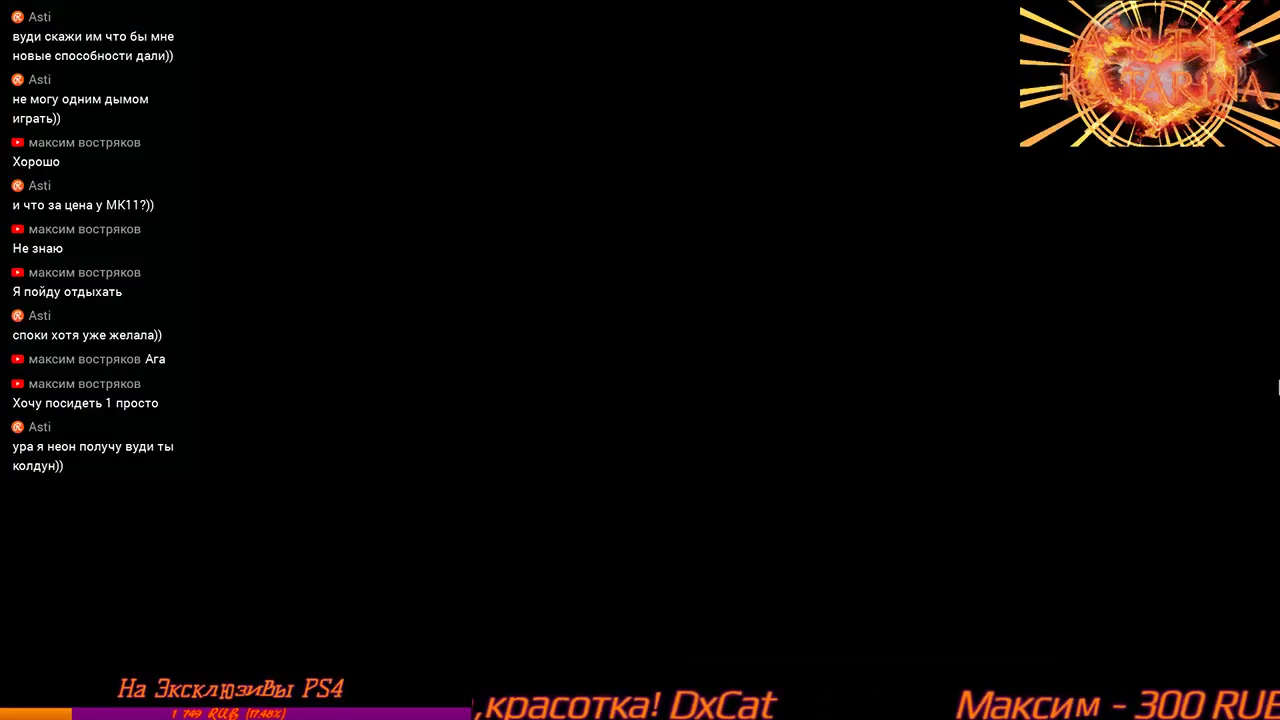 Asti
вуди скажи им что бы мне
новые способности дали))
Asti
не могу одним дымом
играть))
максим востряков
Хорошо
Asti
и что за цена у МК11?))
максим востряков
Не знаю
максим востряков
Я пойду отдыхать
Asti
споки хотя уже желала))
максим востряков Ага
максим востряков
Хочу посидеть 1 просто
Asti
ура я неон получу вуди ты
колдун))
ASTI
KATARINA
На Эксклюзивы PS4
1 749 RUB (17.48%)
,красотка! DxCat
Максим - 300 RUB